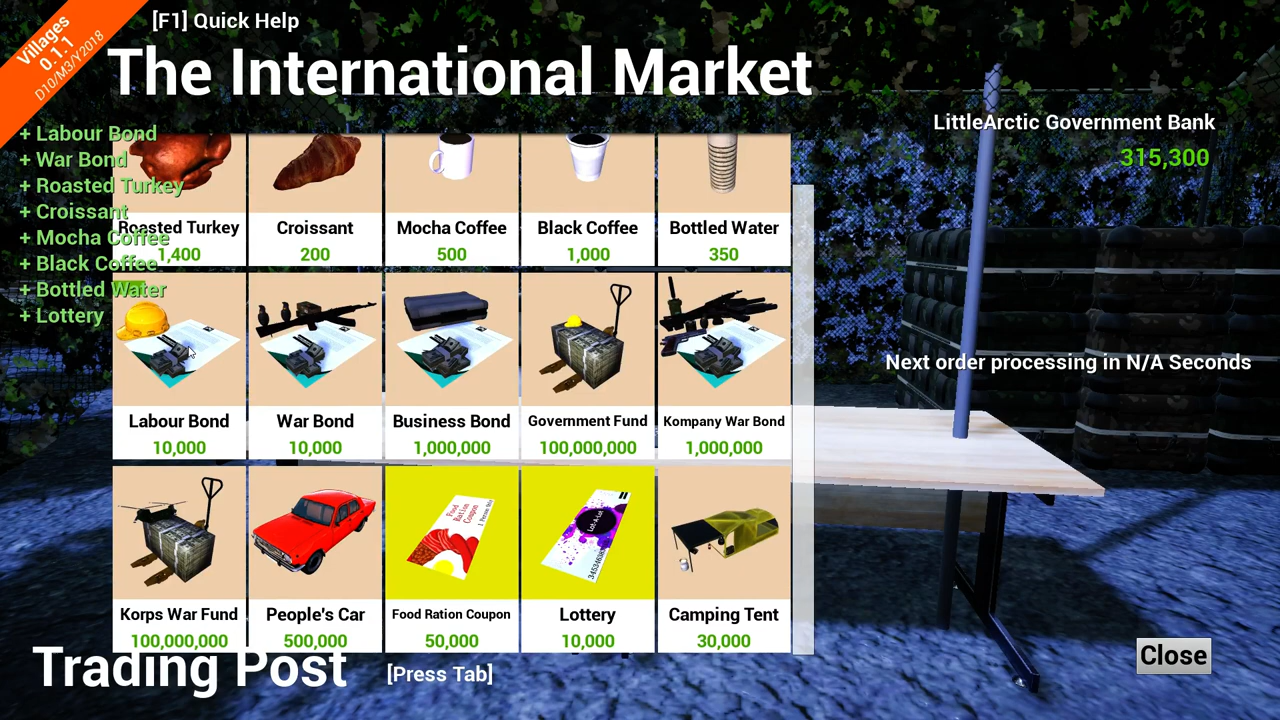 Villages
0.1.1
D10/M3/Y2018
[F1] Quick Help
The International Market
LittleArctic Government Bank
315,300
+ Labour Bond
+ War Bond
+ Roasted Turkey
+ Croissant
+ Mocha Coffee
+ Black Coffee
+ Bottled Water
+ Lottery
Roasted Turkey
1,400
Croissant
200
Mocha Coffee
500
Black Coffee
1,000
Bottled Water
350
Labour Bond
10,000
War Bond
10,000
Business Bond
1,000,000
Government Fund
100,000,000
Kompany War Bond
1,000,000
Next order processing in N/A Seconds
Food
Ration
Coupon
Korps War Fund
100,000,000
People's Car
500,000
Food Ration Coupon
50,000
Lottery
10,000
Camping Tent
30,000
Trading Post
[Press Tab]
Close